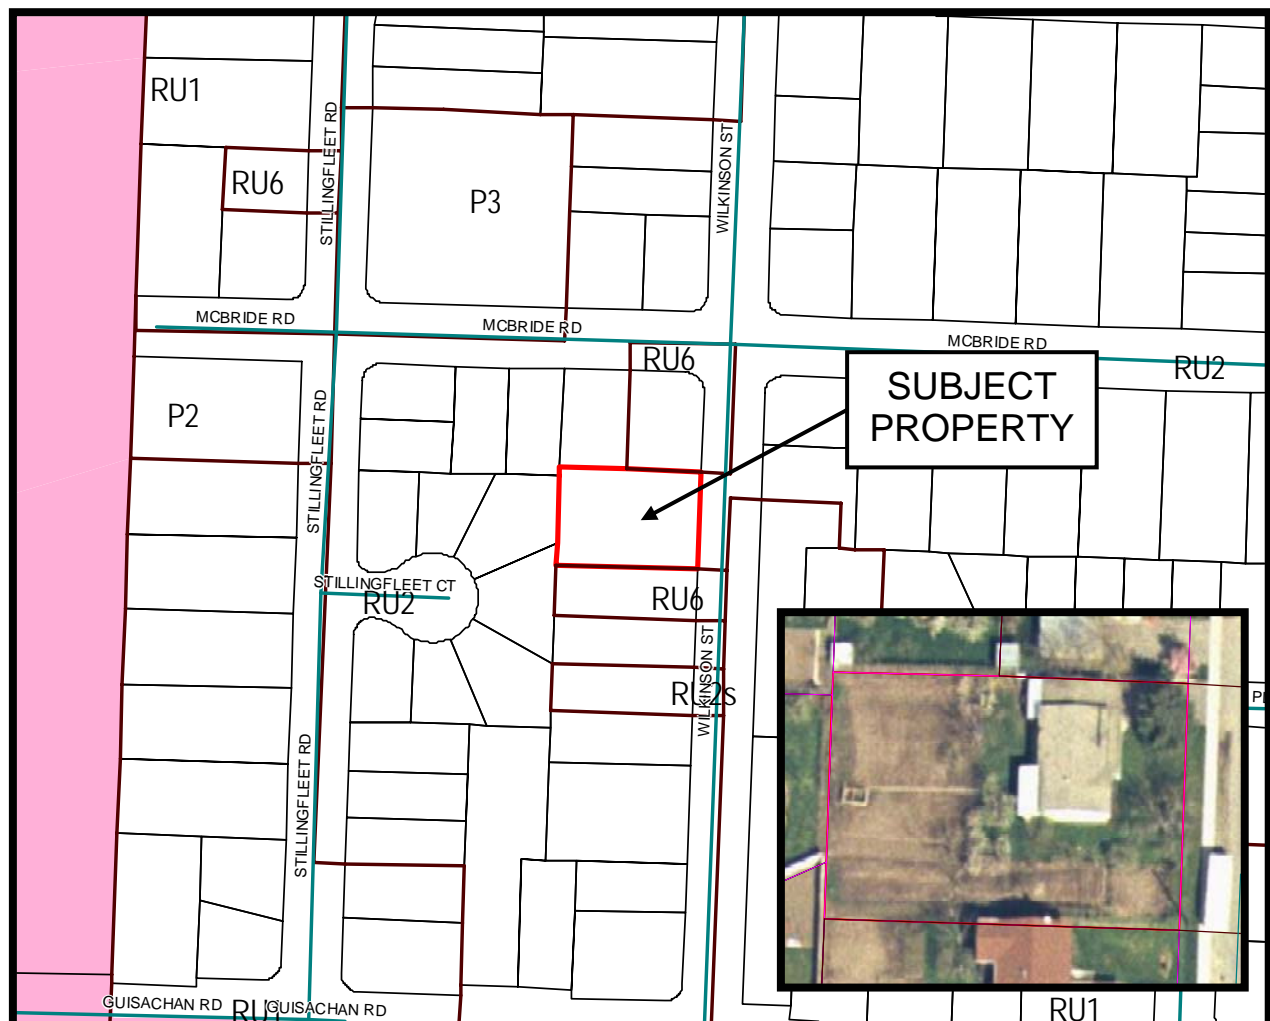 RU1
STILLINGFLEET RD
RU6
P3
WILKINSON ST
MCBRIDE RD
MCBRIDE RD
MCBRIDE RD
RU6
RU2
SUBJECT
PROPERTY
P2
STILLINGFLEET RD
STILLINGFLEET CT
RU2
RU6
WILKINSON ST
RU2s
STILLINGFLEET RD
GUISACHAN RD
RU1
GUISACHAN RD
RU1